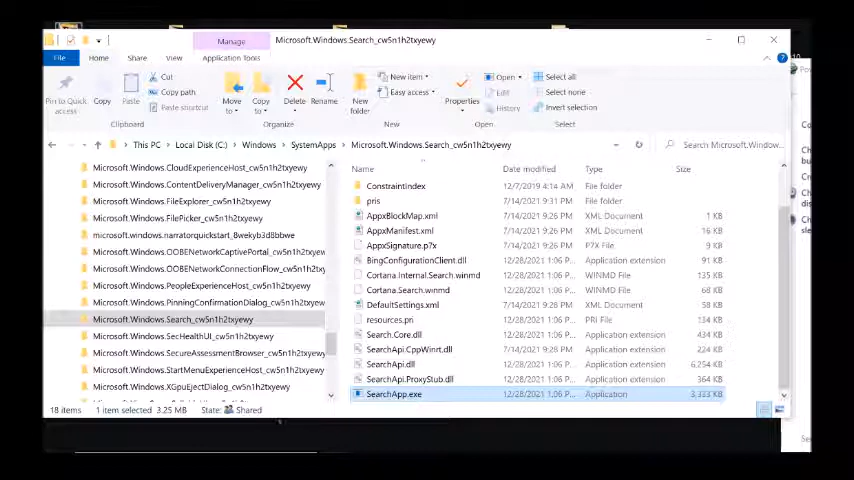 Manage
Microsoft.Windows.Search_cw5n1h2txyewy
File
Home
Share
View
Application Tools
Pin to Quick access
Copy
Paste
Cut
Copy path
Paste shortcut
Clipboard
Move to
Copy to
Delete
Rename
Organize
New folder
New item
Easy access
New
Properties
Open
Edit
History
Open
Select all
Select none
Invert selection
Select
This PC
Local Disk (C:)
Windows
SystemApps
Microsoft.Windows.Search_cw5n1h2txyewy
Search Microsoft.Window...
Microsoft.Windows.CloudExperienceHost_cw5n1h2txyewy
Microsoft.Windows.ContentDeliveryManager_cw5n1h2txyewy
Microsoft.Windows.FileExplorer_cw5n1h2txyewy
Microsoft.Windows.FilePicker_cw5n1h2txyewy
microsoft.windows.narratorquickstart_8wekyb3d8bbwe
Microsoft.Windows.OOBENetworkCaptivePortal_cw5n1h2txyew
Microsoft.Windows.OOBENetworkConnectionFlow_cw5n1h2txye
Microsoft.Windows.PeopleExperienceHost_cw5n1h2txyewy
Microsoft.Windows.PinningConfirmationDialog_cw5n1h2txyew
Microsoft.Windows.Search_cw5n1h2txyewy
Microsoft.Windows.SecHealthUI_cw5n1h2txyewy
Microsoft.Windows.SecureAssessmentBrowser_cw5n1h2txyewy
Microsoft.Windows.StartMenuExperienceHost_cw5n1h2txyewy
Microsoft.Windows.XGpuEjectDialog_cw5n1h2txyewy
Name Date modified Type Size
ConstraintIndex 12/7/2019 4:14 AM File folder
pris 7/14/2021 9:31 PM File folder
AppxBlockMap.xml 7/14/2021 9:26 PM XML Document 1 KB
AppxManifest.xml 7/14/2021 9:26 PM XML Document 16 KB
AppxSignature.p7x 7/14/2021 9:26 PM P7X File 9 KB
BingConfigurationClient.dll 12/28/2021 1:06 P... Application extension 91 KB
Cortana.Internal.Search.winmd 12/28/2021 1:06 P... WINMD File 135 KB
Cortana.Search.winmd 12/28/2021 1:06 P... WINMD File 68 KB
DefaultSettings.xml 7/14/2021 9:26 PM XML Document 58 KB
resources.pri 12/28/2021 1:06 P... PRI File 134 KB
Search.Core.dll 12/28/2021 1:06 P... Application extension 434 KB
SearchApi.CppWinrt.dll 7/14/2021 9:28 PM Application extension 224 KB
SearchApi.dll 12/28/2021 1:06 P... Application extension 6,254 KB
SearchApi.ProxyStub.dll 12/28/2021 1:06 P... Application extension 364 KB
SearchApp.exe 12/28/2021 1:06 P... Application 3,333 KB
18 items 1 item selected 3.25 MB State: Shared